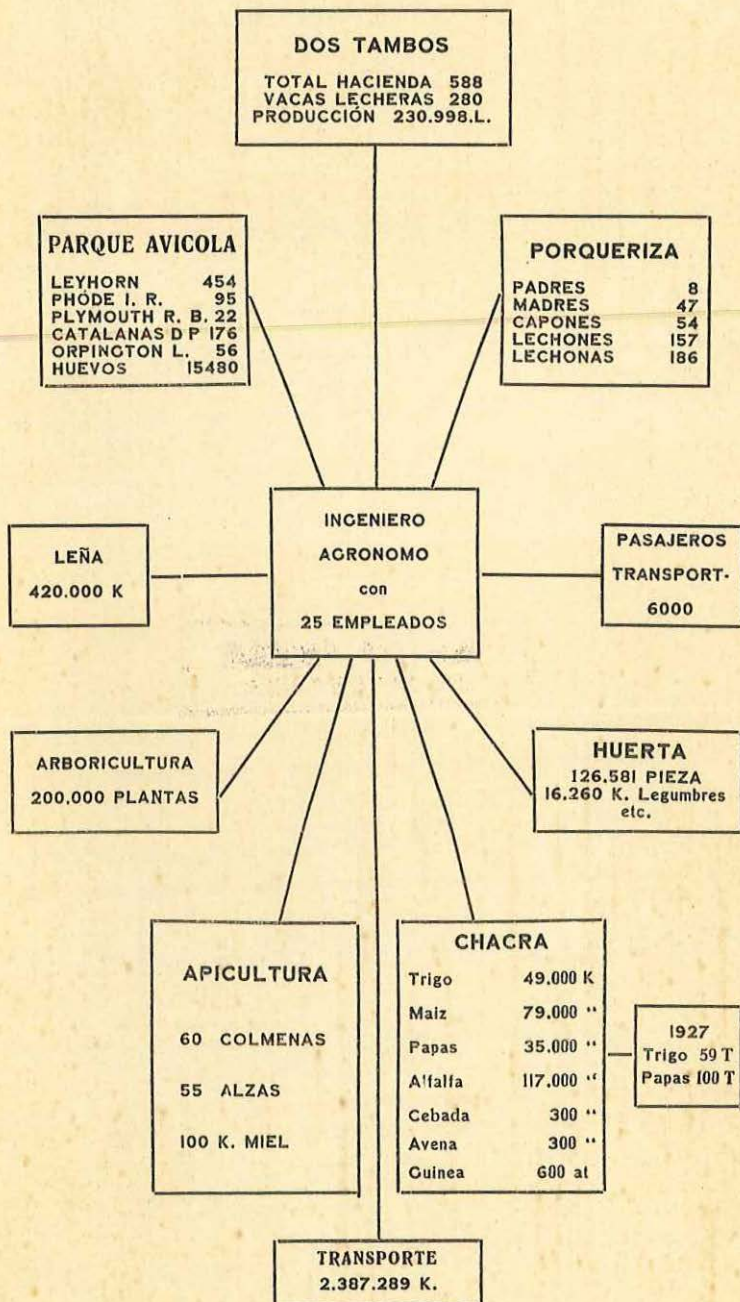 DOS TAMBOS
TOTAL HACIENDA 588
VACAS LECHERAS 280
PRODUCCIÓN 230.998.L.
PARQUE AVICOLA
LEYHORN 454
PHODE I. R. 95
PLYMOUTH R. B. 22
CATALANAS D P 176
ORPINGTON L. 56
HUEVOS 15480
PORQUERIZA
PADRES 8
MADRES 47
CAPONES 54
LECHONES 157
LECHONAS 186
INGENIERO
AGRONOMO
con
25 EMPLEADOS
LEÑA
420.000 K
PASAJEROS
TRANSPORT-
6000
ARBORICULTURA
200.000 PLANTAS
HUERTA
126.581 PIEZA
16.260 K. Legumbres
etc.
APICULTURA
60 COLMENAS
55 ALZAS
100 K. MIEL
CHACRA
Trigo 49.000 K
Maiz 79.000 "
Papas 35.000 "
Alfalfa 117.000 "
Cebada 300 "
Avena 300 "
Guinea 600 at
1927
Trigo 59 T
Papas 100 T
TRANSPORTE
2.387.289 K.